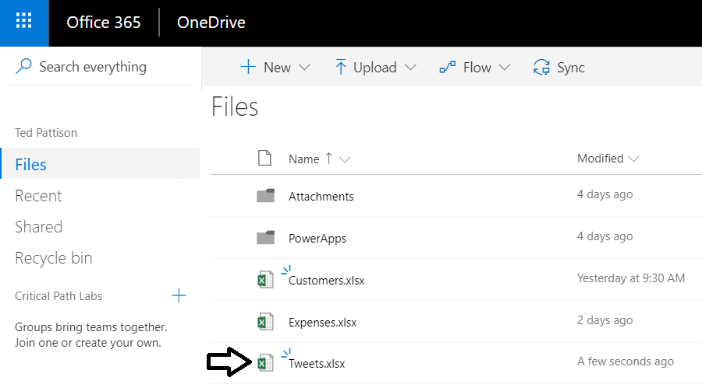 Office 365 OneDrive
Search everything
New Upload Flow Sync
Files
Ted Pattison
Files
Recent
Shared
Recycle bin
Critical Path Labs
Groups bring teams together.
Join one or create your own.
Name Modified
Attachments 4 days ago
PowerApps 4 days ago
Customers.xlsx Yesterday at 9:30 AM
Expenses.xlsx 2 days ago
Tweets.xlsx A few seconds ago